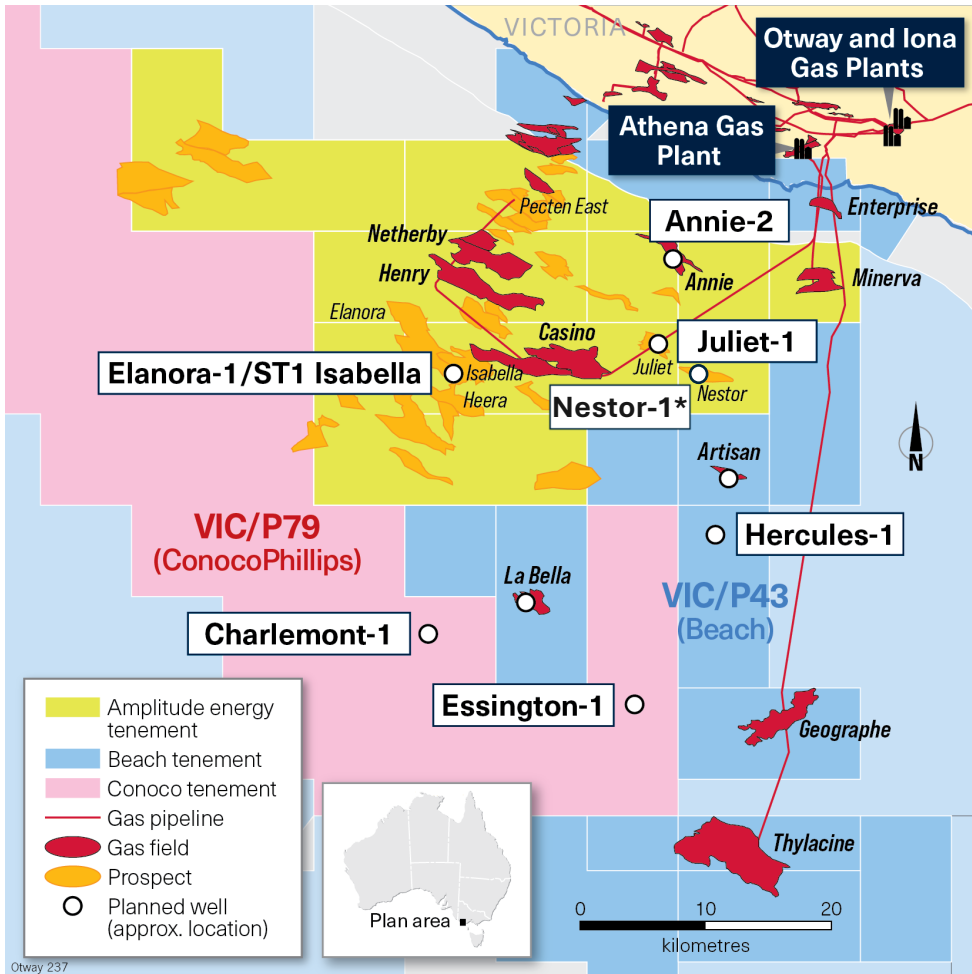 VICTORIA
Otway and Iona
Gas Plants
Athena Gas
Plant
Pecten East
Enterprise
Annie-2
Netherby
Henry
Annie
Minerva
Elanora
Casino
Juliet-1
Elanora-1/ST1 Isabella
Isabella
Juliet
Heera
Nestor
Nestor-1*
Artisan
N
VIC/P79
(ConocoPhillips)
Hercules-1
La Bella
VIC/P43
(Beach)
Charlemont-1
Essington-1
Geographe
Thylacine
Amplitude energy
tenement
Beach tenement
Conoco tenement
Gas pipeline
Gas field
Prospect
Planned well
(approx. location)
Plan area
0 10 20
kilometres
Otway 237